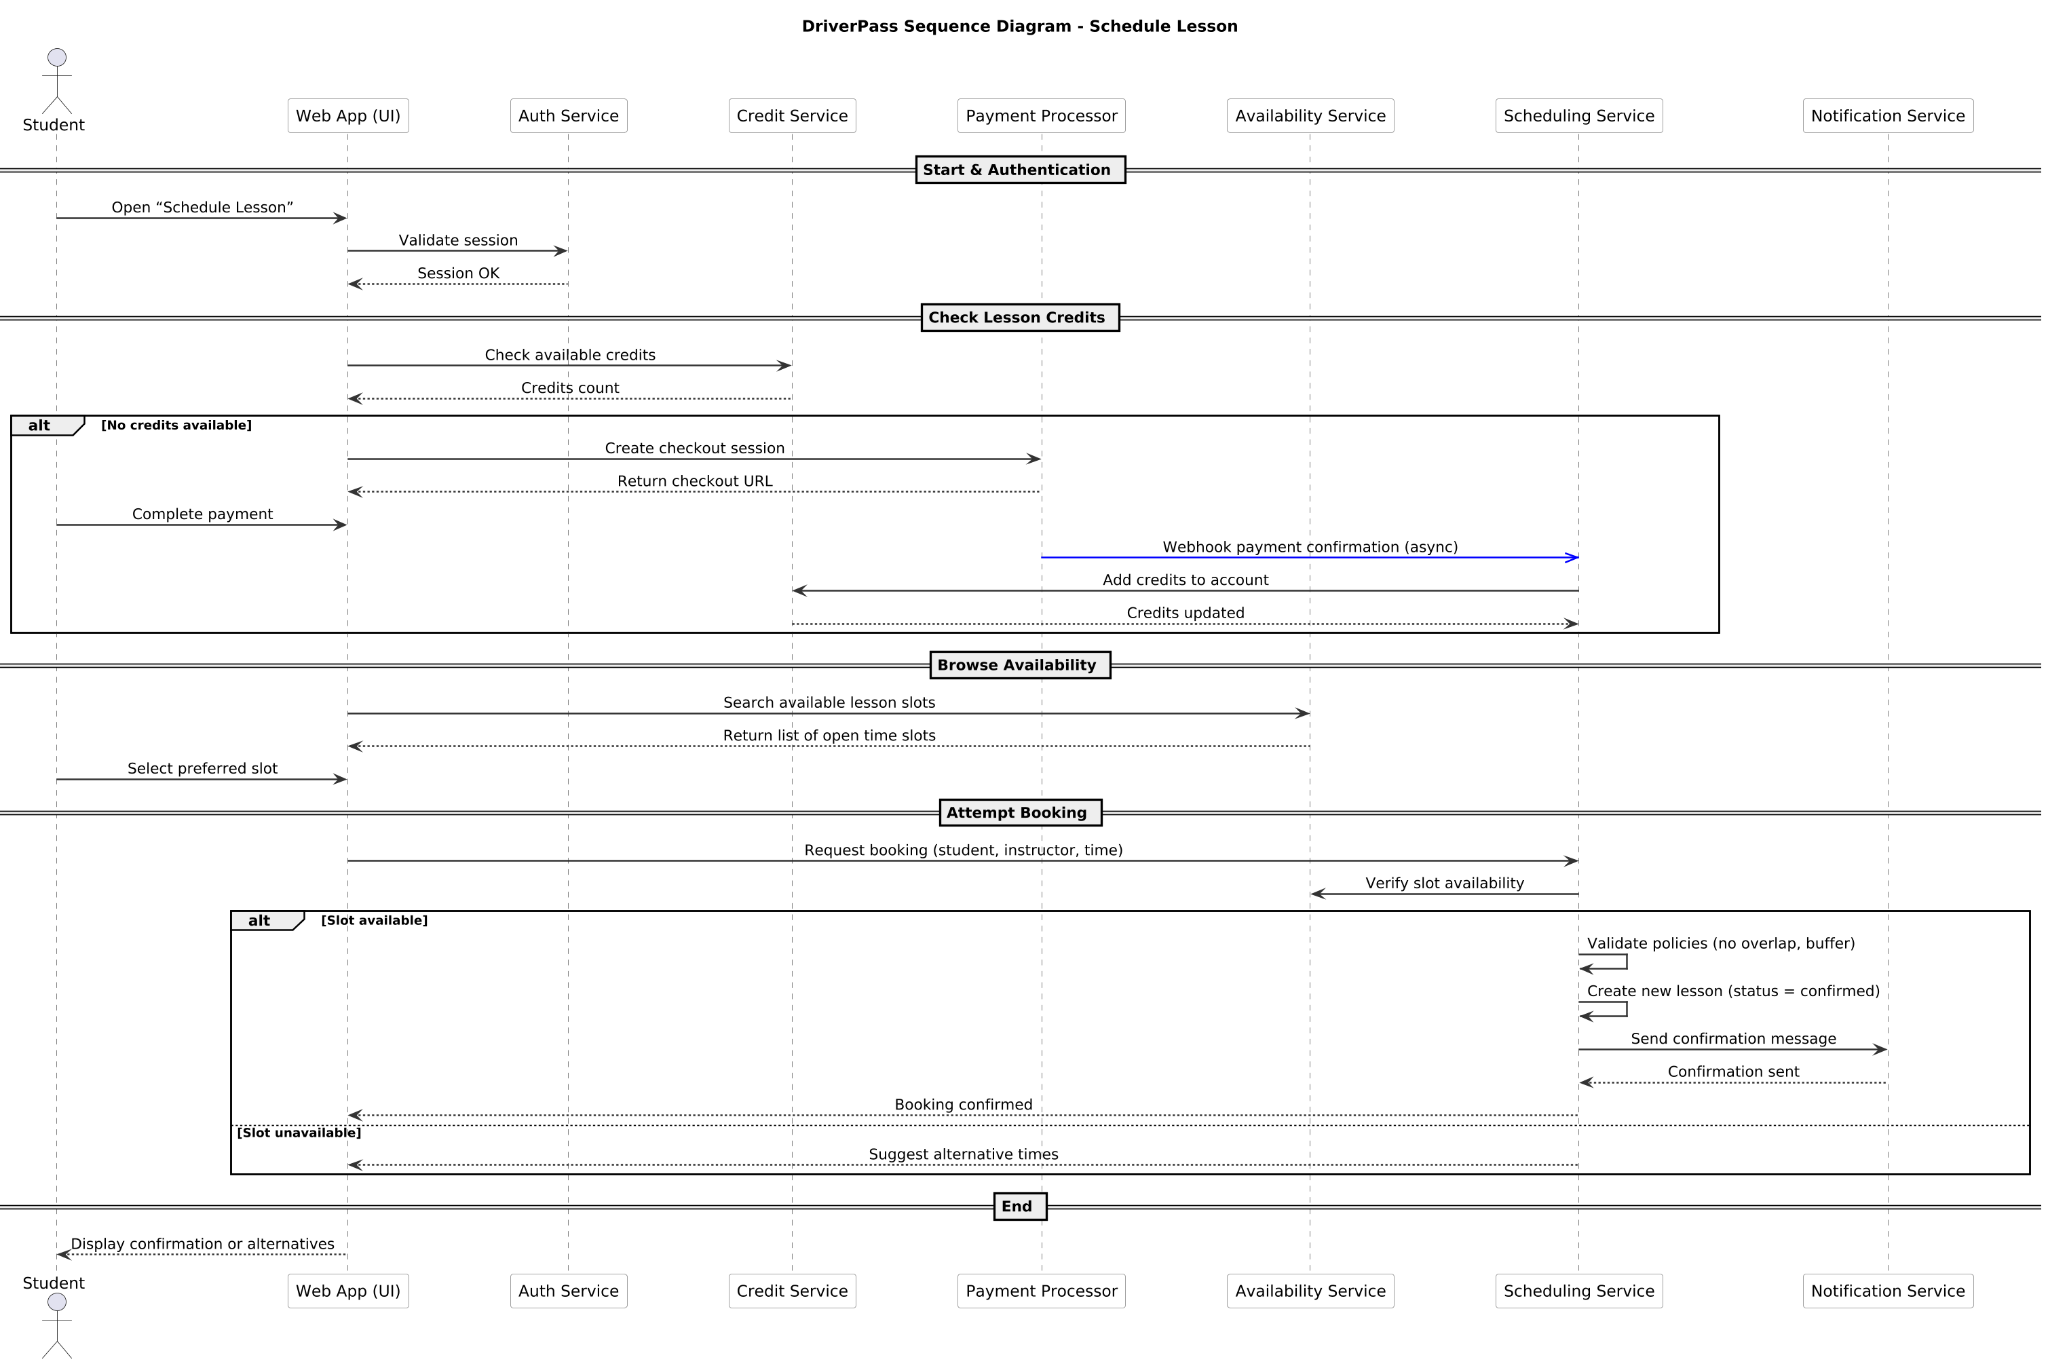 DriverPass Sequence Diagram - Schedule Lesson
Student
Web App (UI)
Auth Service
Credit Service
Payment Processor
Availability Service
Scheduling Service
Notification Service
Start & Authentication
Open “Schedule Lesson”
Validate session
Session OK
Check Lesson Credits
Check available credits
Credits count
alt
[No credits available]
Create checkout session
Return checkout URL
Complete payment
Webhook payment confirmation (async)
Add credits to account
Credits updated
Browse Availability
Search available lesson slots
Return list of open time slots
Select preferred slot
Attempt Booking
Request booking (student, instructor, time)
Verify slot availability
alt
[Slot available]
Validate policies (no overlap, buffer)
Create new lesson (status = confirmed)
Send confirmation message
Confirmation sent
Booking confirmed
[Slot unavailable]
Suggest alternative times
End
Display confirmation or alternatives
Student
Web App (UI)
Auth Service
Credit Service
Payment Processor
Availability Service
Scheduling Service
Notification Service